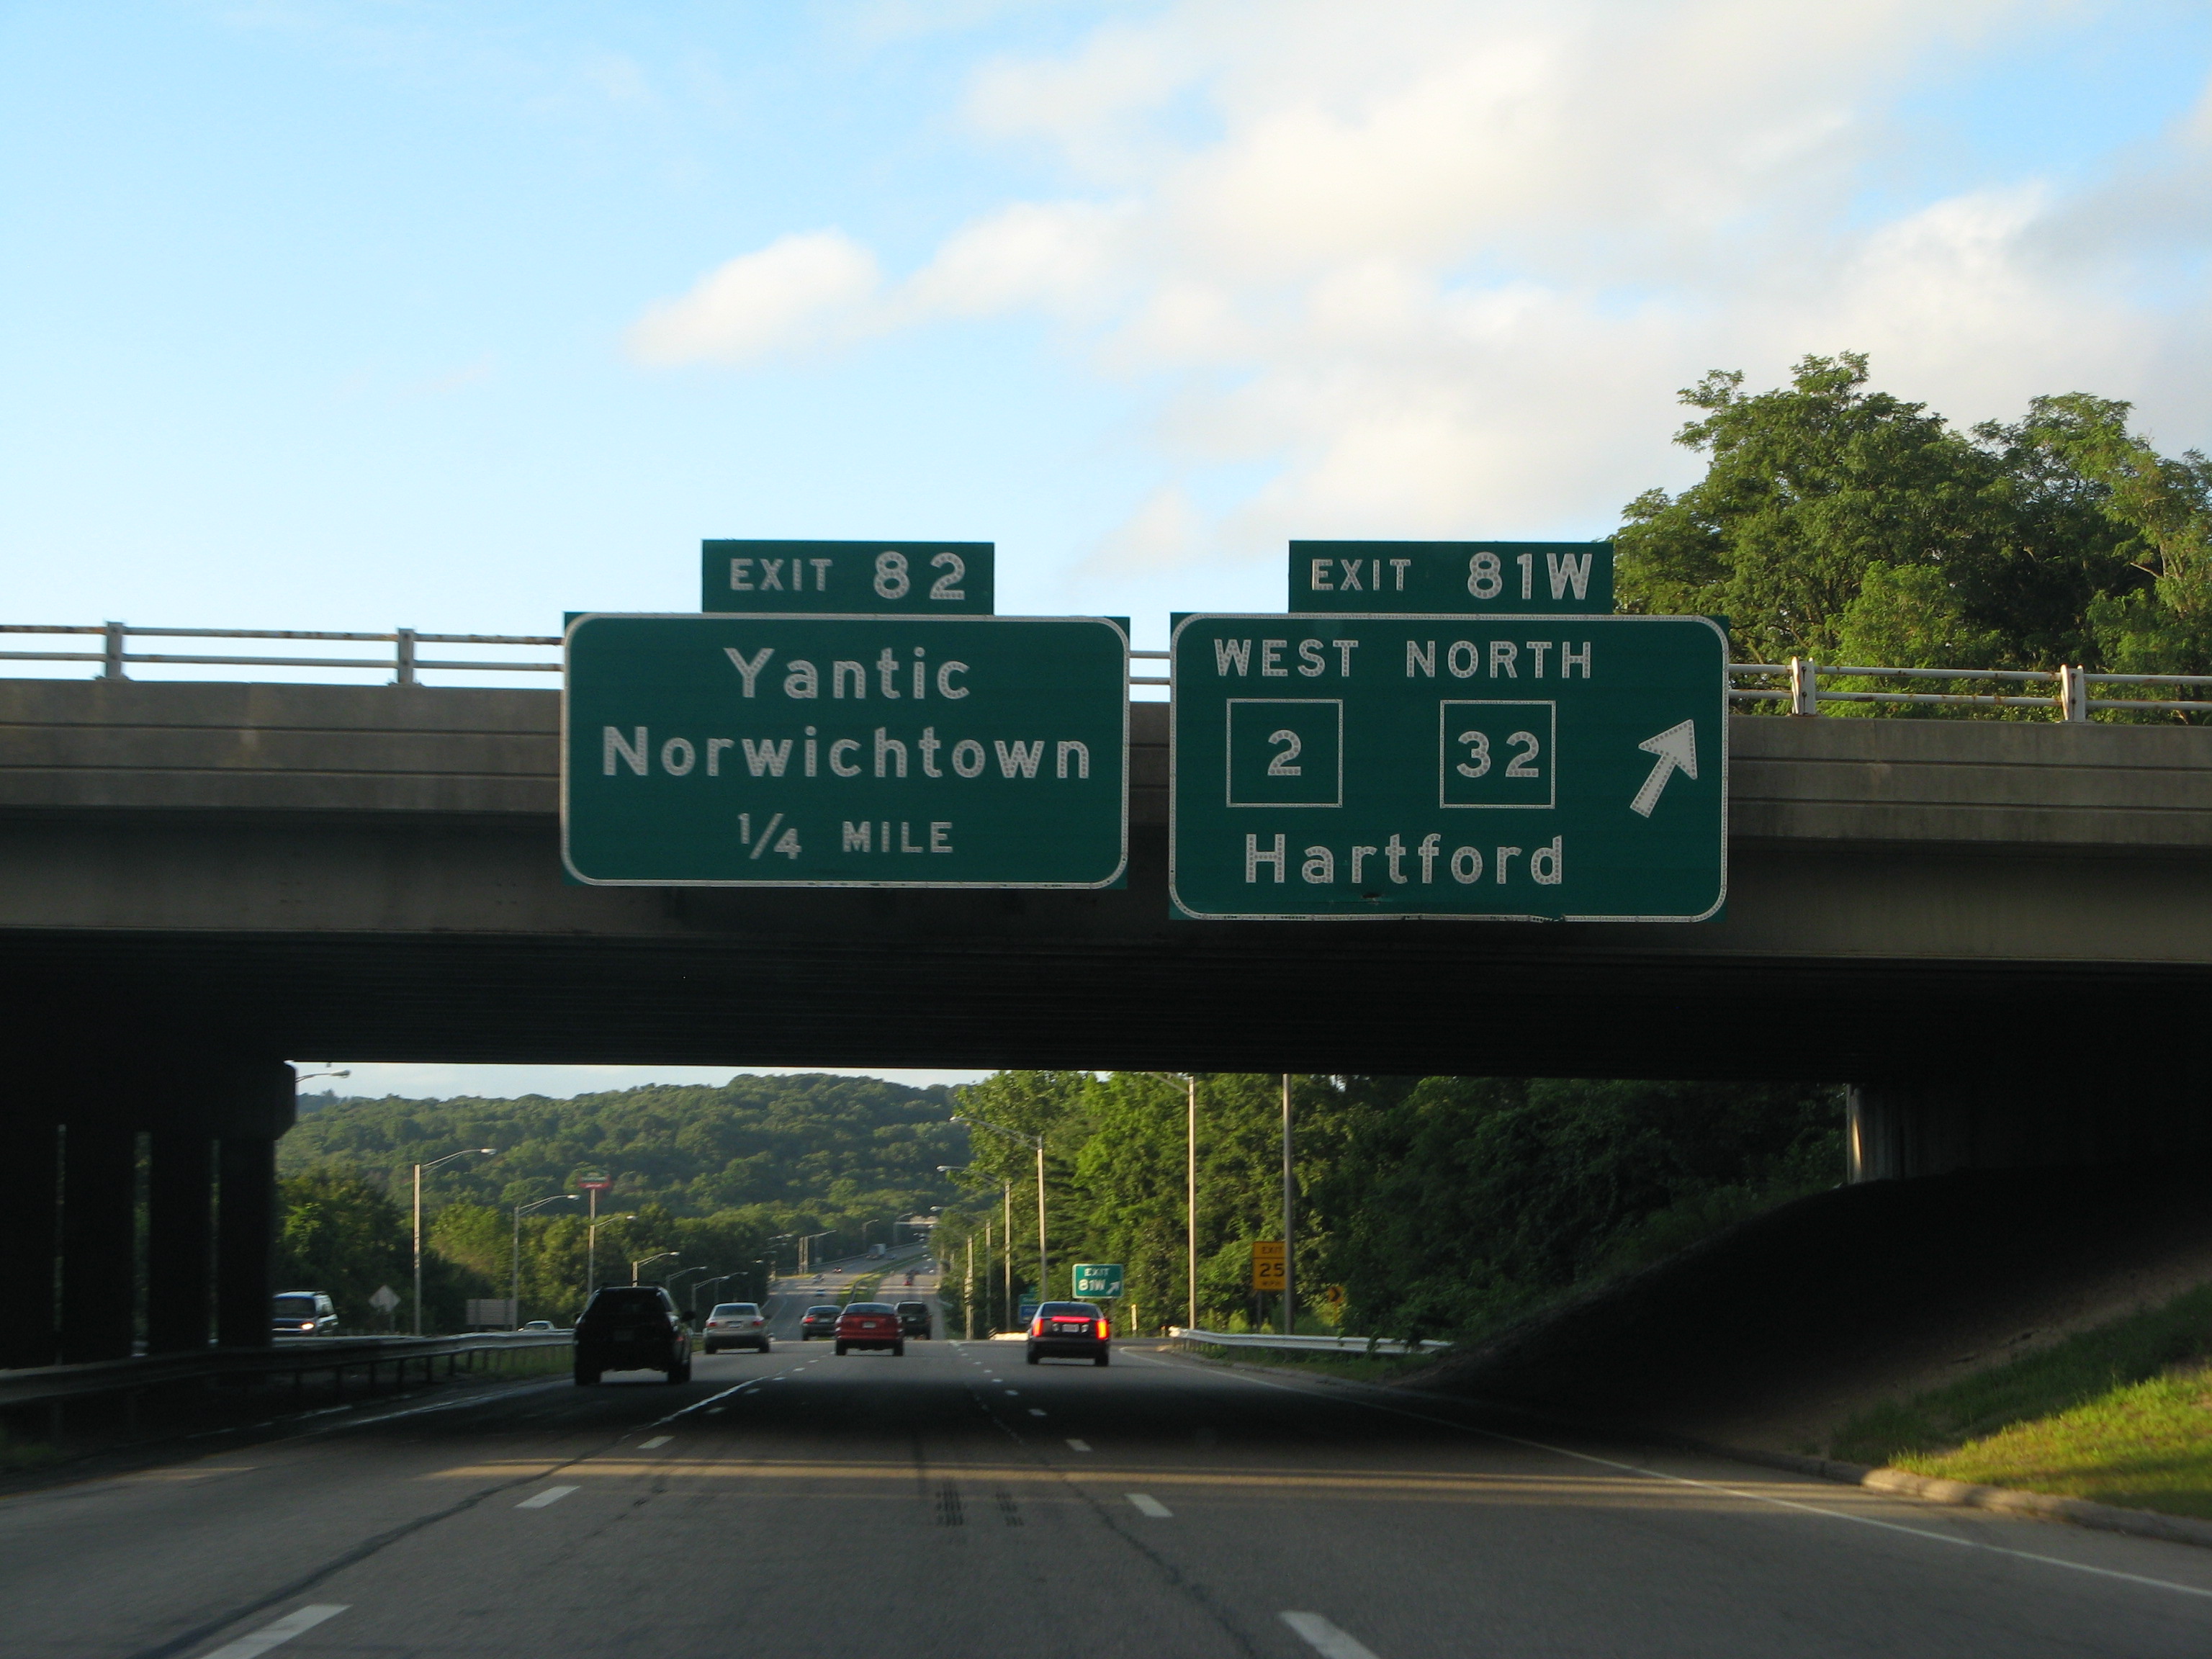 EXIT 82
Yantic
Norwichtown
1/4 MILE
EXIT 81W
WEST NORTH
2 32
Hartford
EXIT
81W
EXIT
25